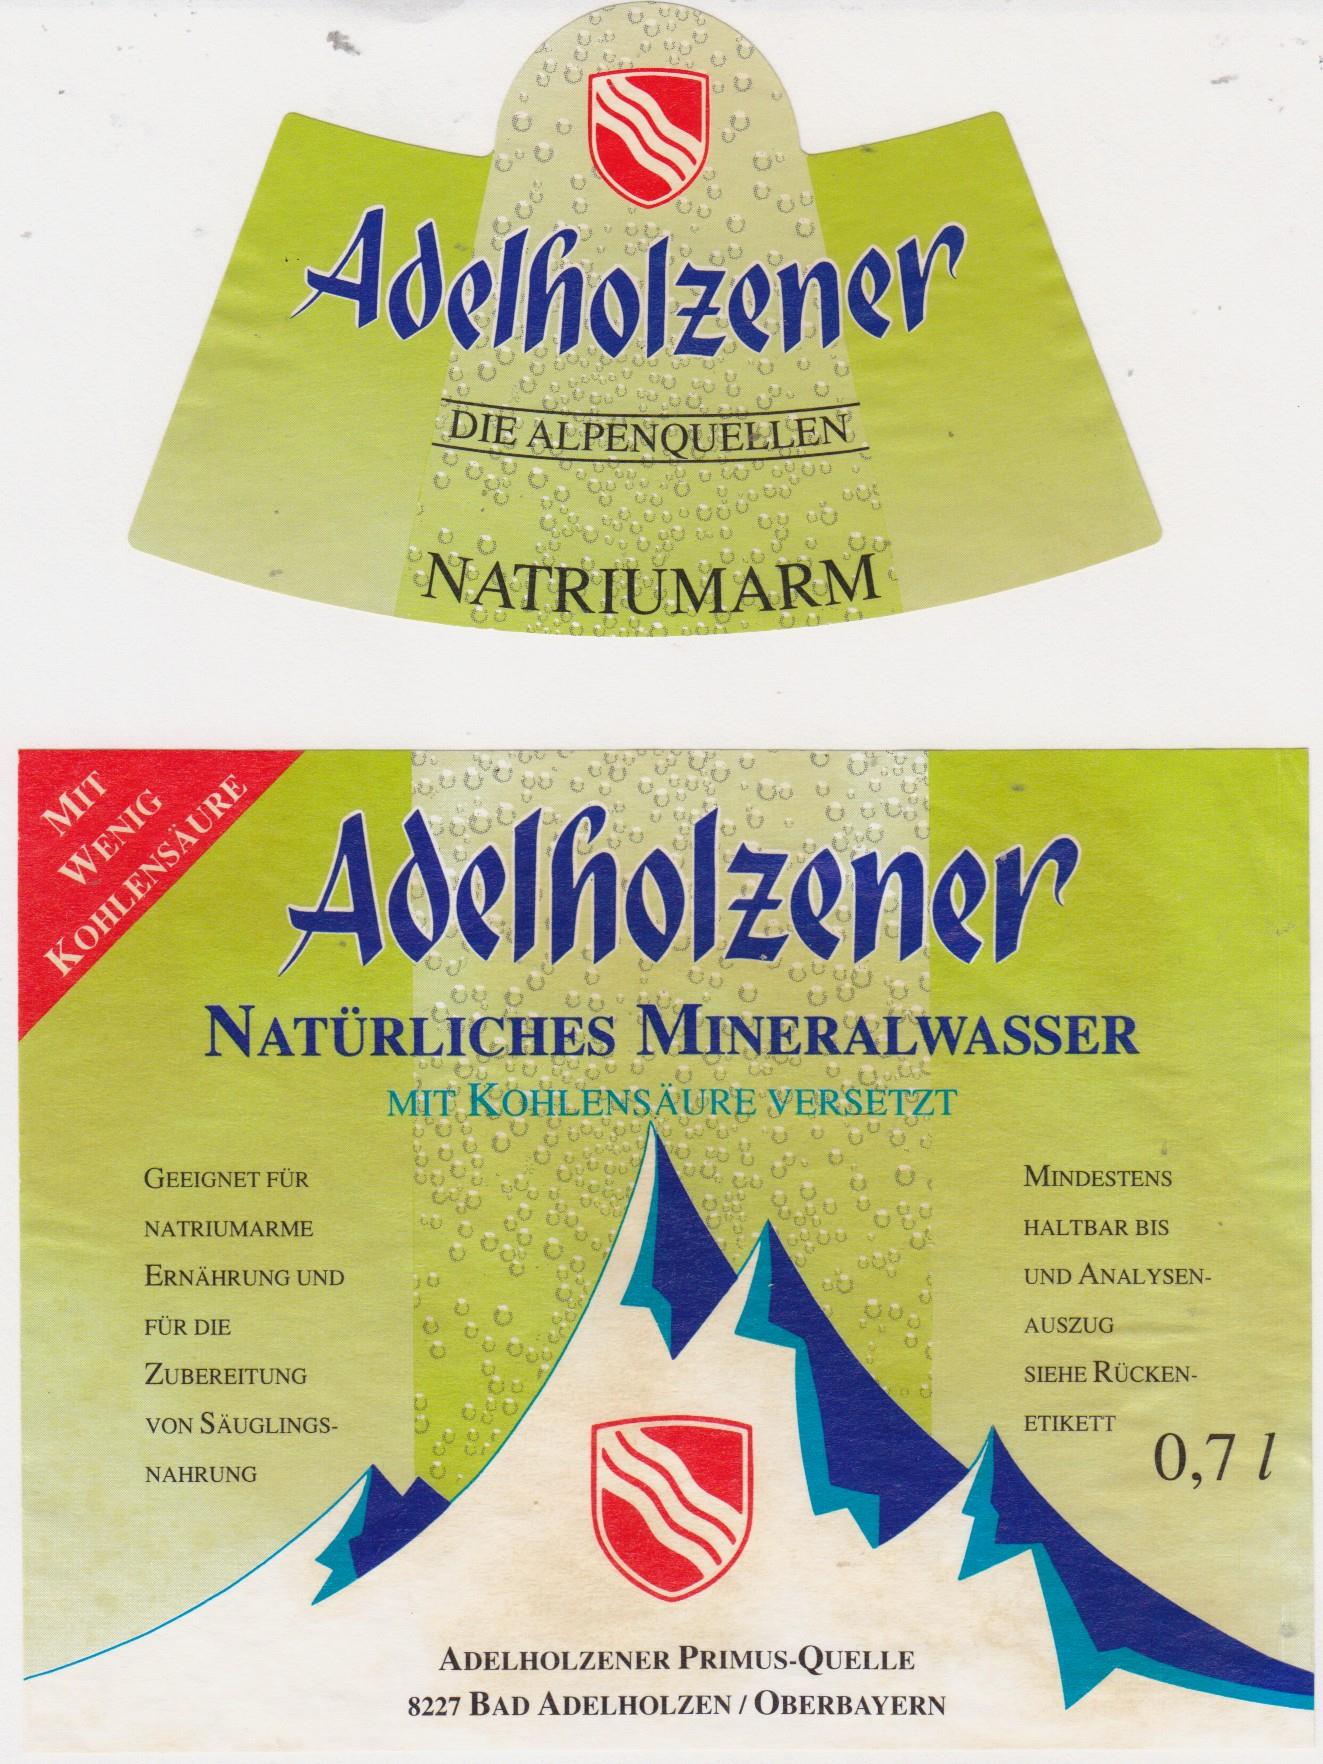 Adelholzener
DIE ALPENQUELLEN
NATRIUMARM
MIT
WENIG
KOHLENSÄURE
Adelholzener
NATÜRLICHES MINERALWASSER
MIT KOHLENSÄURE VERSETZT
GEEIGNET FÜR
NATRIUMARME
ERNÄHRUNG UND
FÜR DIE
ZUBEREITUNG
VON SÄUGLINGS-
NAHRUNG
MINDESTENS
HALTBAR BIS
UND ANALYSEN-
AUSZUG
SIEHE RÜCKEN-
ETIKETT
0,7 l
ADELHOLZENER PRIMUS-QUELLE
8227 BAD ADELHOLZEN / OBERBAYERN